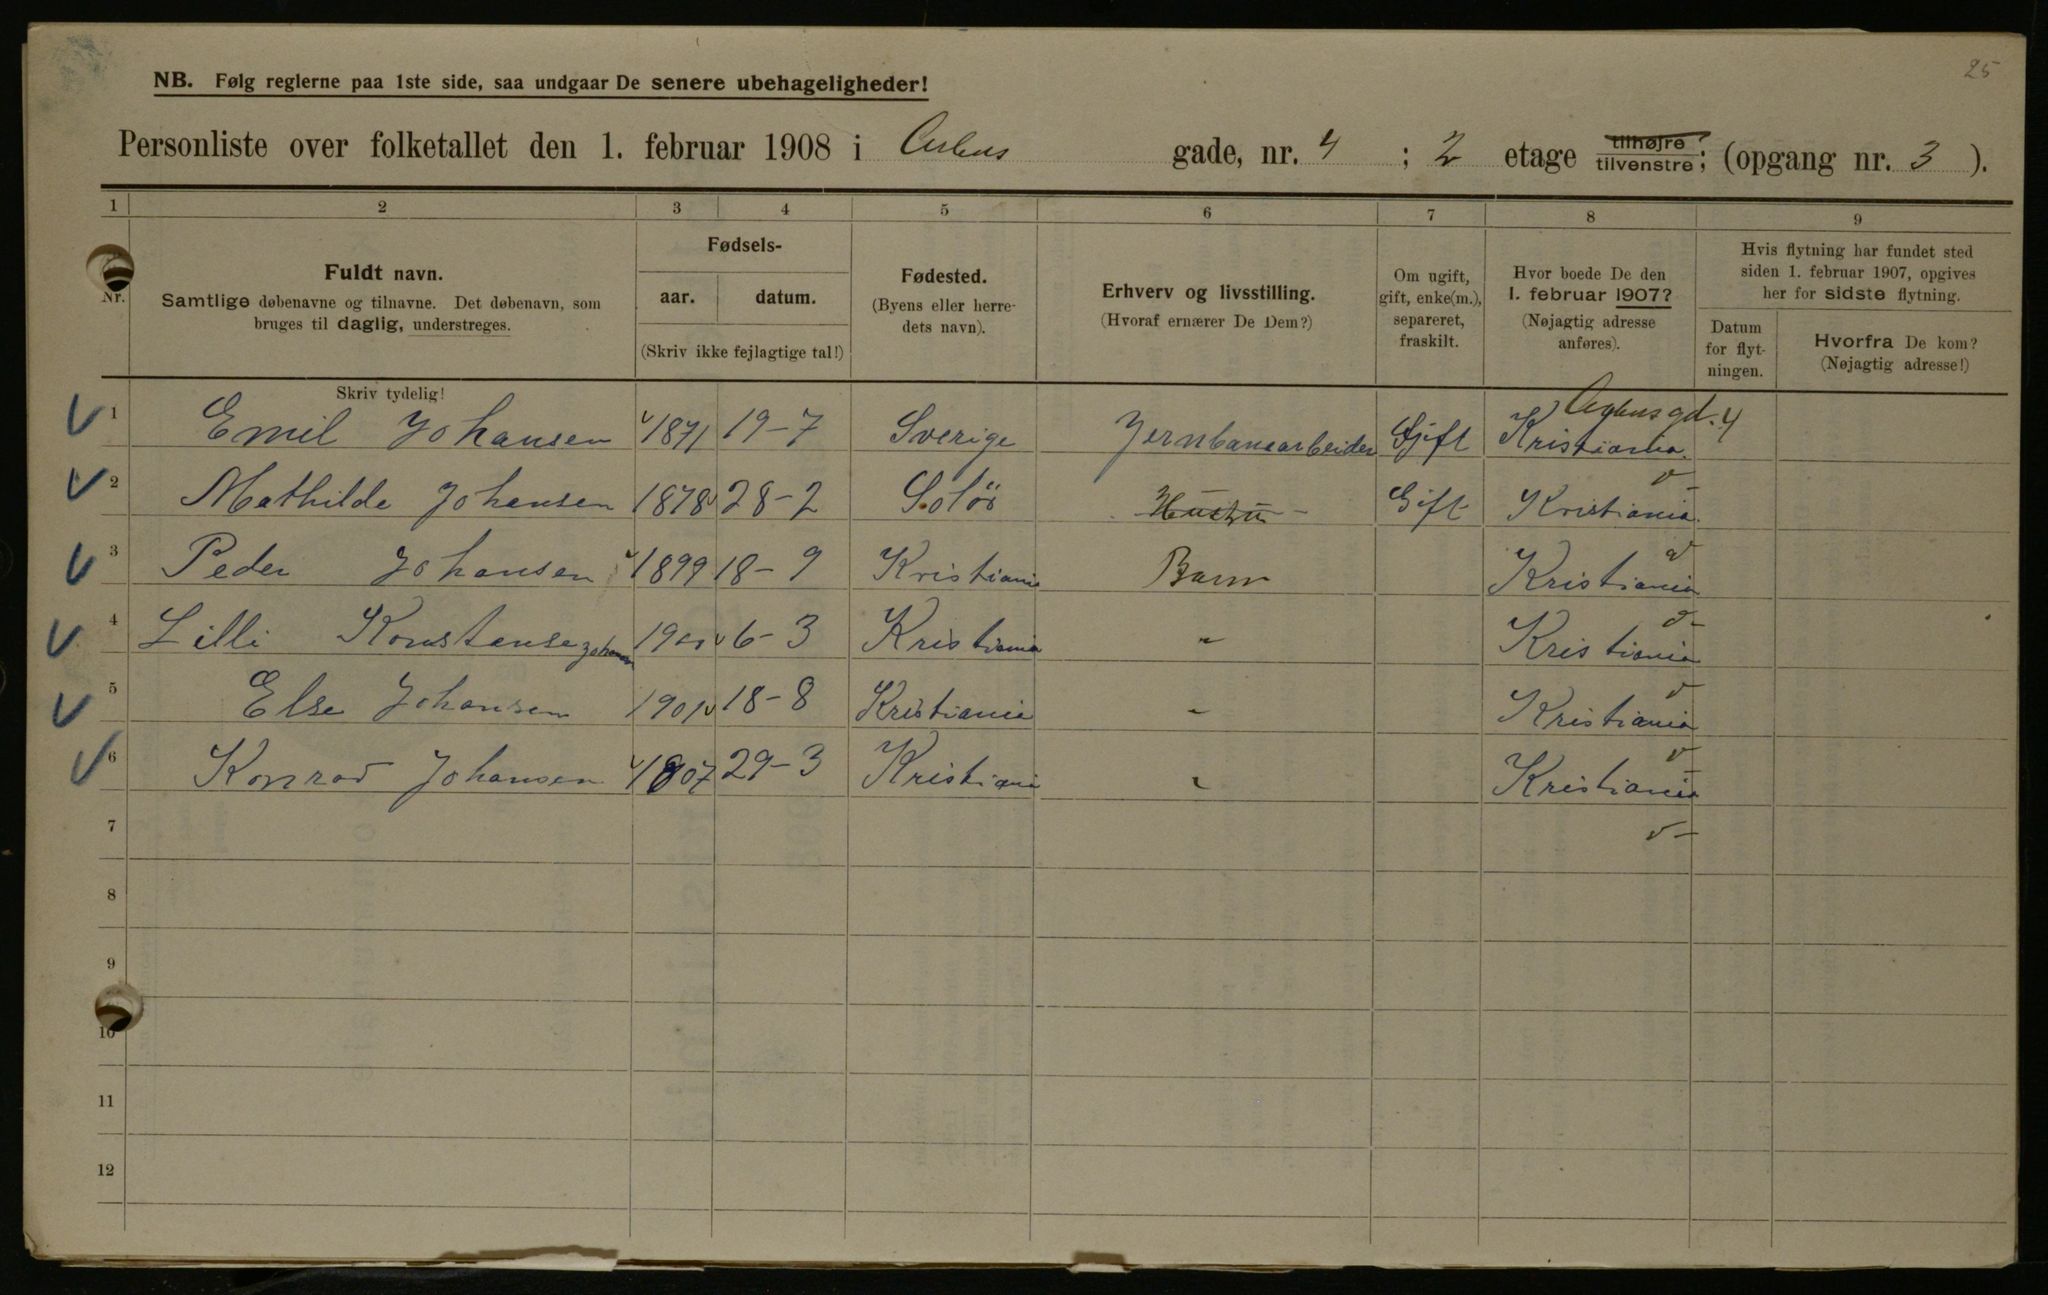 25
NB. Følg reglerne paa 1ste side, saa undgaar De senere ubehageligheder!
Personliste over folketallet den 1. februar 1908 i gade, nr. 4 ; 2 etage tilhøjre tilvenstre; (opgang nr. 3 ).
1 2 3 4 5 6 7 8 9
Nr. Fuldt navn. Samtlige døbenavne og tilnavne. Det døbenavn, som bruges til daglig, understreges.
Fødsels- aar. datum. (Skriv ikke fejlagtige tal!)
Fødested. (Byens eller herredets navn).
Erhverv og livsstilling. (Hvoraf ernærer De Dem?)
Om ugift, gift, enke(m.), separeret, fraskilt.
Hvor boede De den 1. februar 1907? (Nøjagtig adresse anføres).
Hvis flytning har fundet sted siden 1. februar 1907, opgives her for sidste flytning.
Datum for flytningen.
Hvorfra De kom? (Nøjagtig adresse!)
Skriv tydelig!
1 Emil Johansen 1871 19-7 Sverige Jernbanearbeider Gift Kristiania 4
2 Mathilde Johansen 1878 28-2 Solör Gift Kristiania
3 Peder Johansen 1899 18-9 Kristiania Barn Kristiania
4 Lilli Konstanse Johansen 6-3 Kristiania " Kristiania
5 Else Johansen 1901 18-8 Kristiania " Kristiania
6 Konrad Johansen 1907 29-3 Kristiania " Kristiania
7
8
9
10
11
12